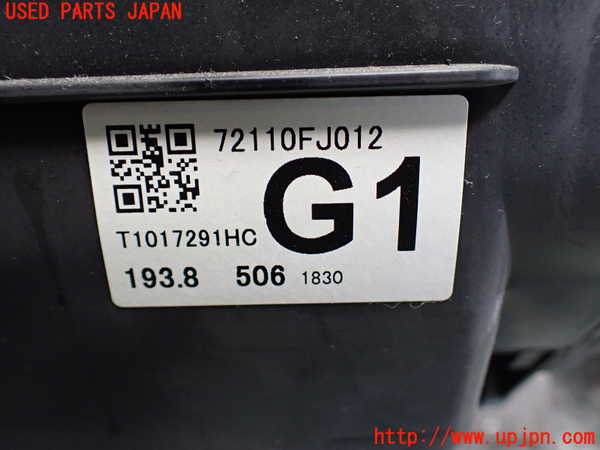 USED PARTS JAPAN
72110FJ012
G1
T1017291HC
193.8 506 1830
http://www.upjpn.com/